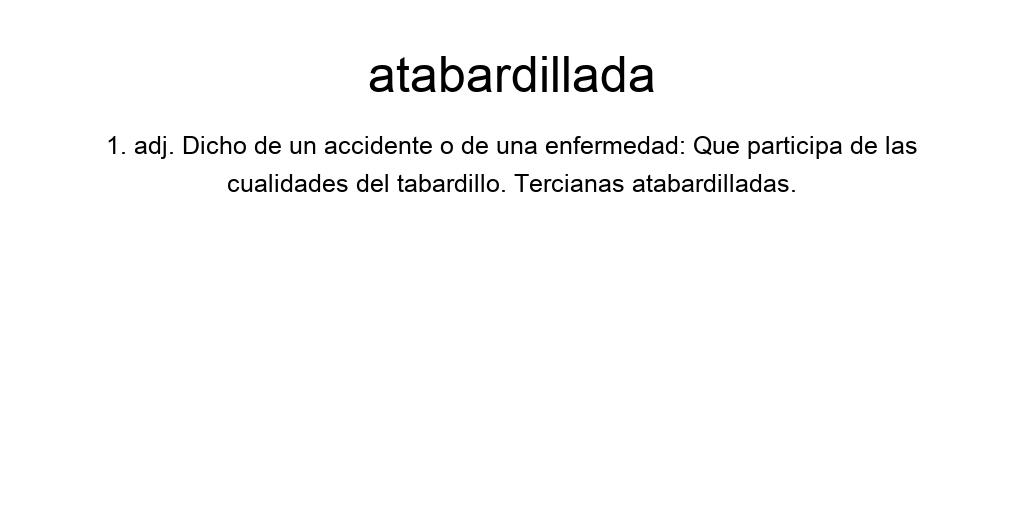 atabardillada
1. adj. Dicho de un accidente o de una enfermedad: Que participa de las
cualidades del tabardillo. Tercianas atabardilladas.